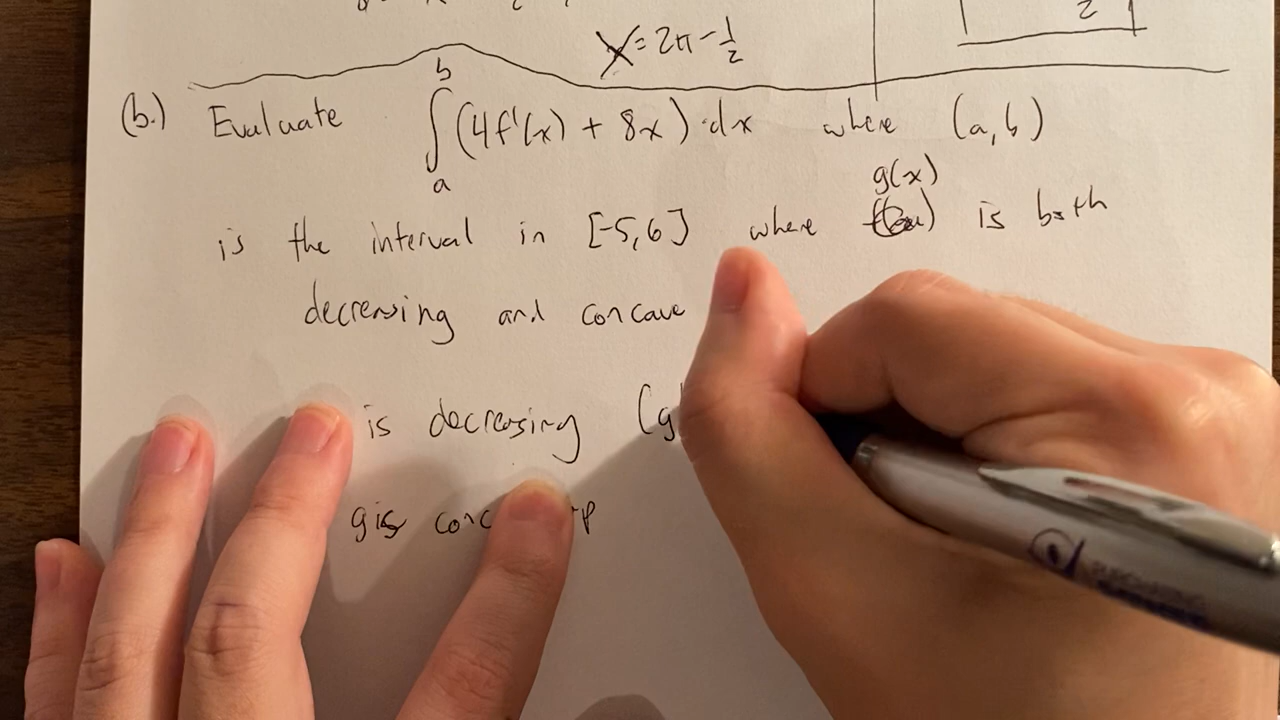 x = 2π - 1/2
2
(b.) Evaluate ∫_a^b (4f'(x) + 8x) · dx where (a,b)
g(x)
is the interval in [-5,6] where is both
decreasing and concave
is decreasing (g
g is